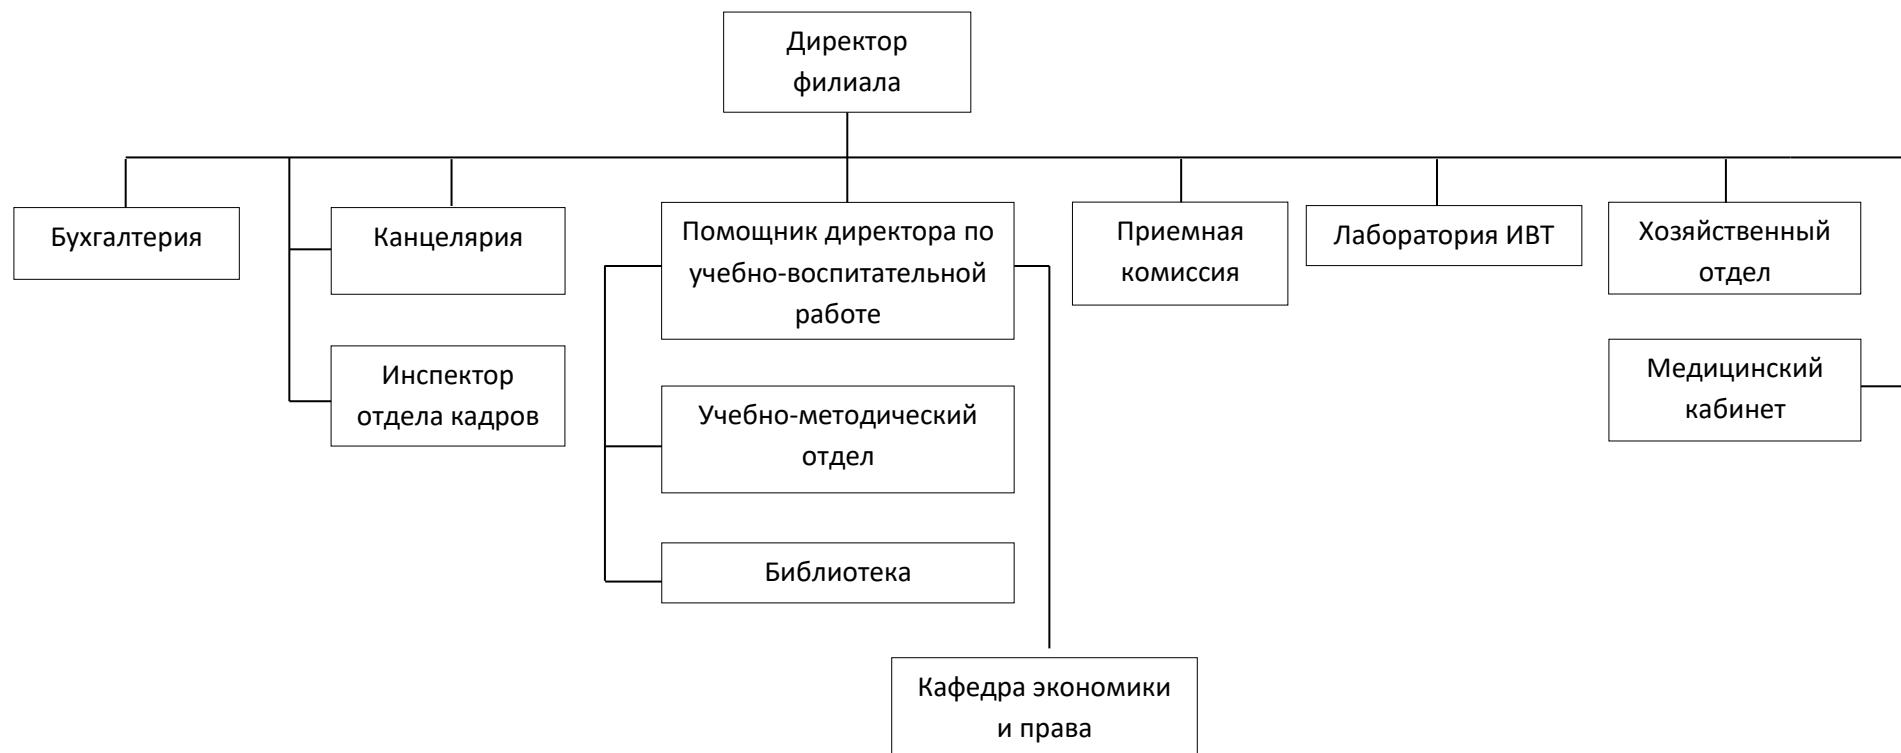 Директор
филиала
Бухгалтерия
Канцелярия
Помощник директора по
учебно-воспитательной
работе
Приемная
комиссия
Лаборатория ИВТ
Хозяйственный
отдел
Инспектор
отдела кадров
Медицинский
кабинет
Учебно-методический
отдел
Библиотека
Кафедра экономики
и права